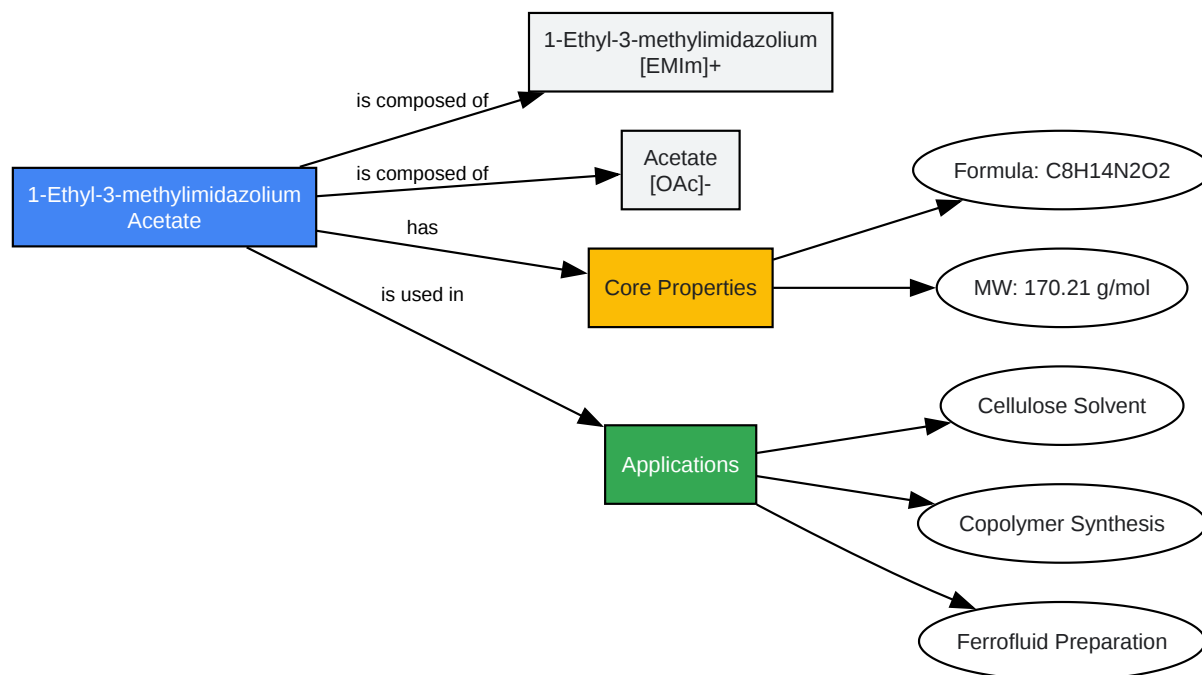 1-Ethyl-3-methylimidazolium
[EMIm]+
is composed of
is composed of
Acetate
[OAc]-
1-Ethyl-3-methylimidazolium
Acetate
has
is used in
Core Properties
Formula: C8H14N2O2
MW: 170.21 g/mol
Applications
Cellulose Solvent
Copolymer Synthesis
Ferrofluid Preparation